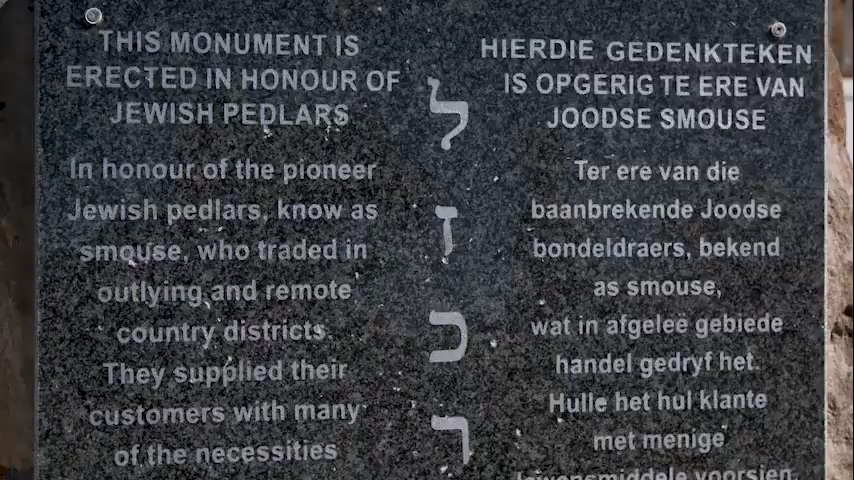 THIS MONUMENT IS
ERECTED IN HONOUR OF
JEWISH PEDLARS
In honour of the pioneer
Jewish pedlars, know as
smouse, who traded in
outlying and remote
country districts.
They supplied their
customers with many
of the necessities
ל
ז
כ
ר
HIERDIE GEDENKTEKEN
IS OPGERIG TE ERE VAN
JOODSE SMOUSE
Ter ere van die
baanbrekende Joodse
bondeldraers, bekend
as smouse,
wat in afgeleë gebiede
handel gedryf het.
Hulle het hul klante
met menige
lewensmiddele voorsien,